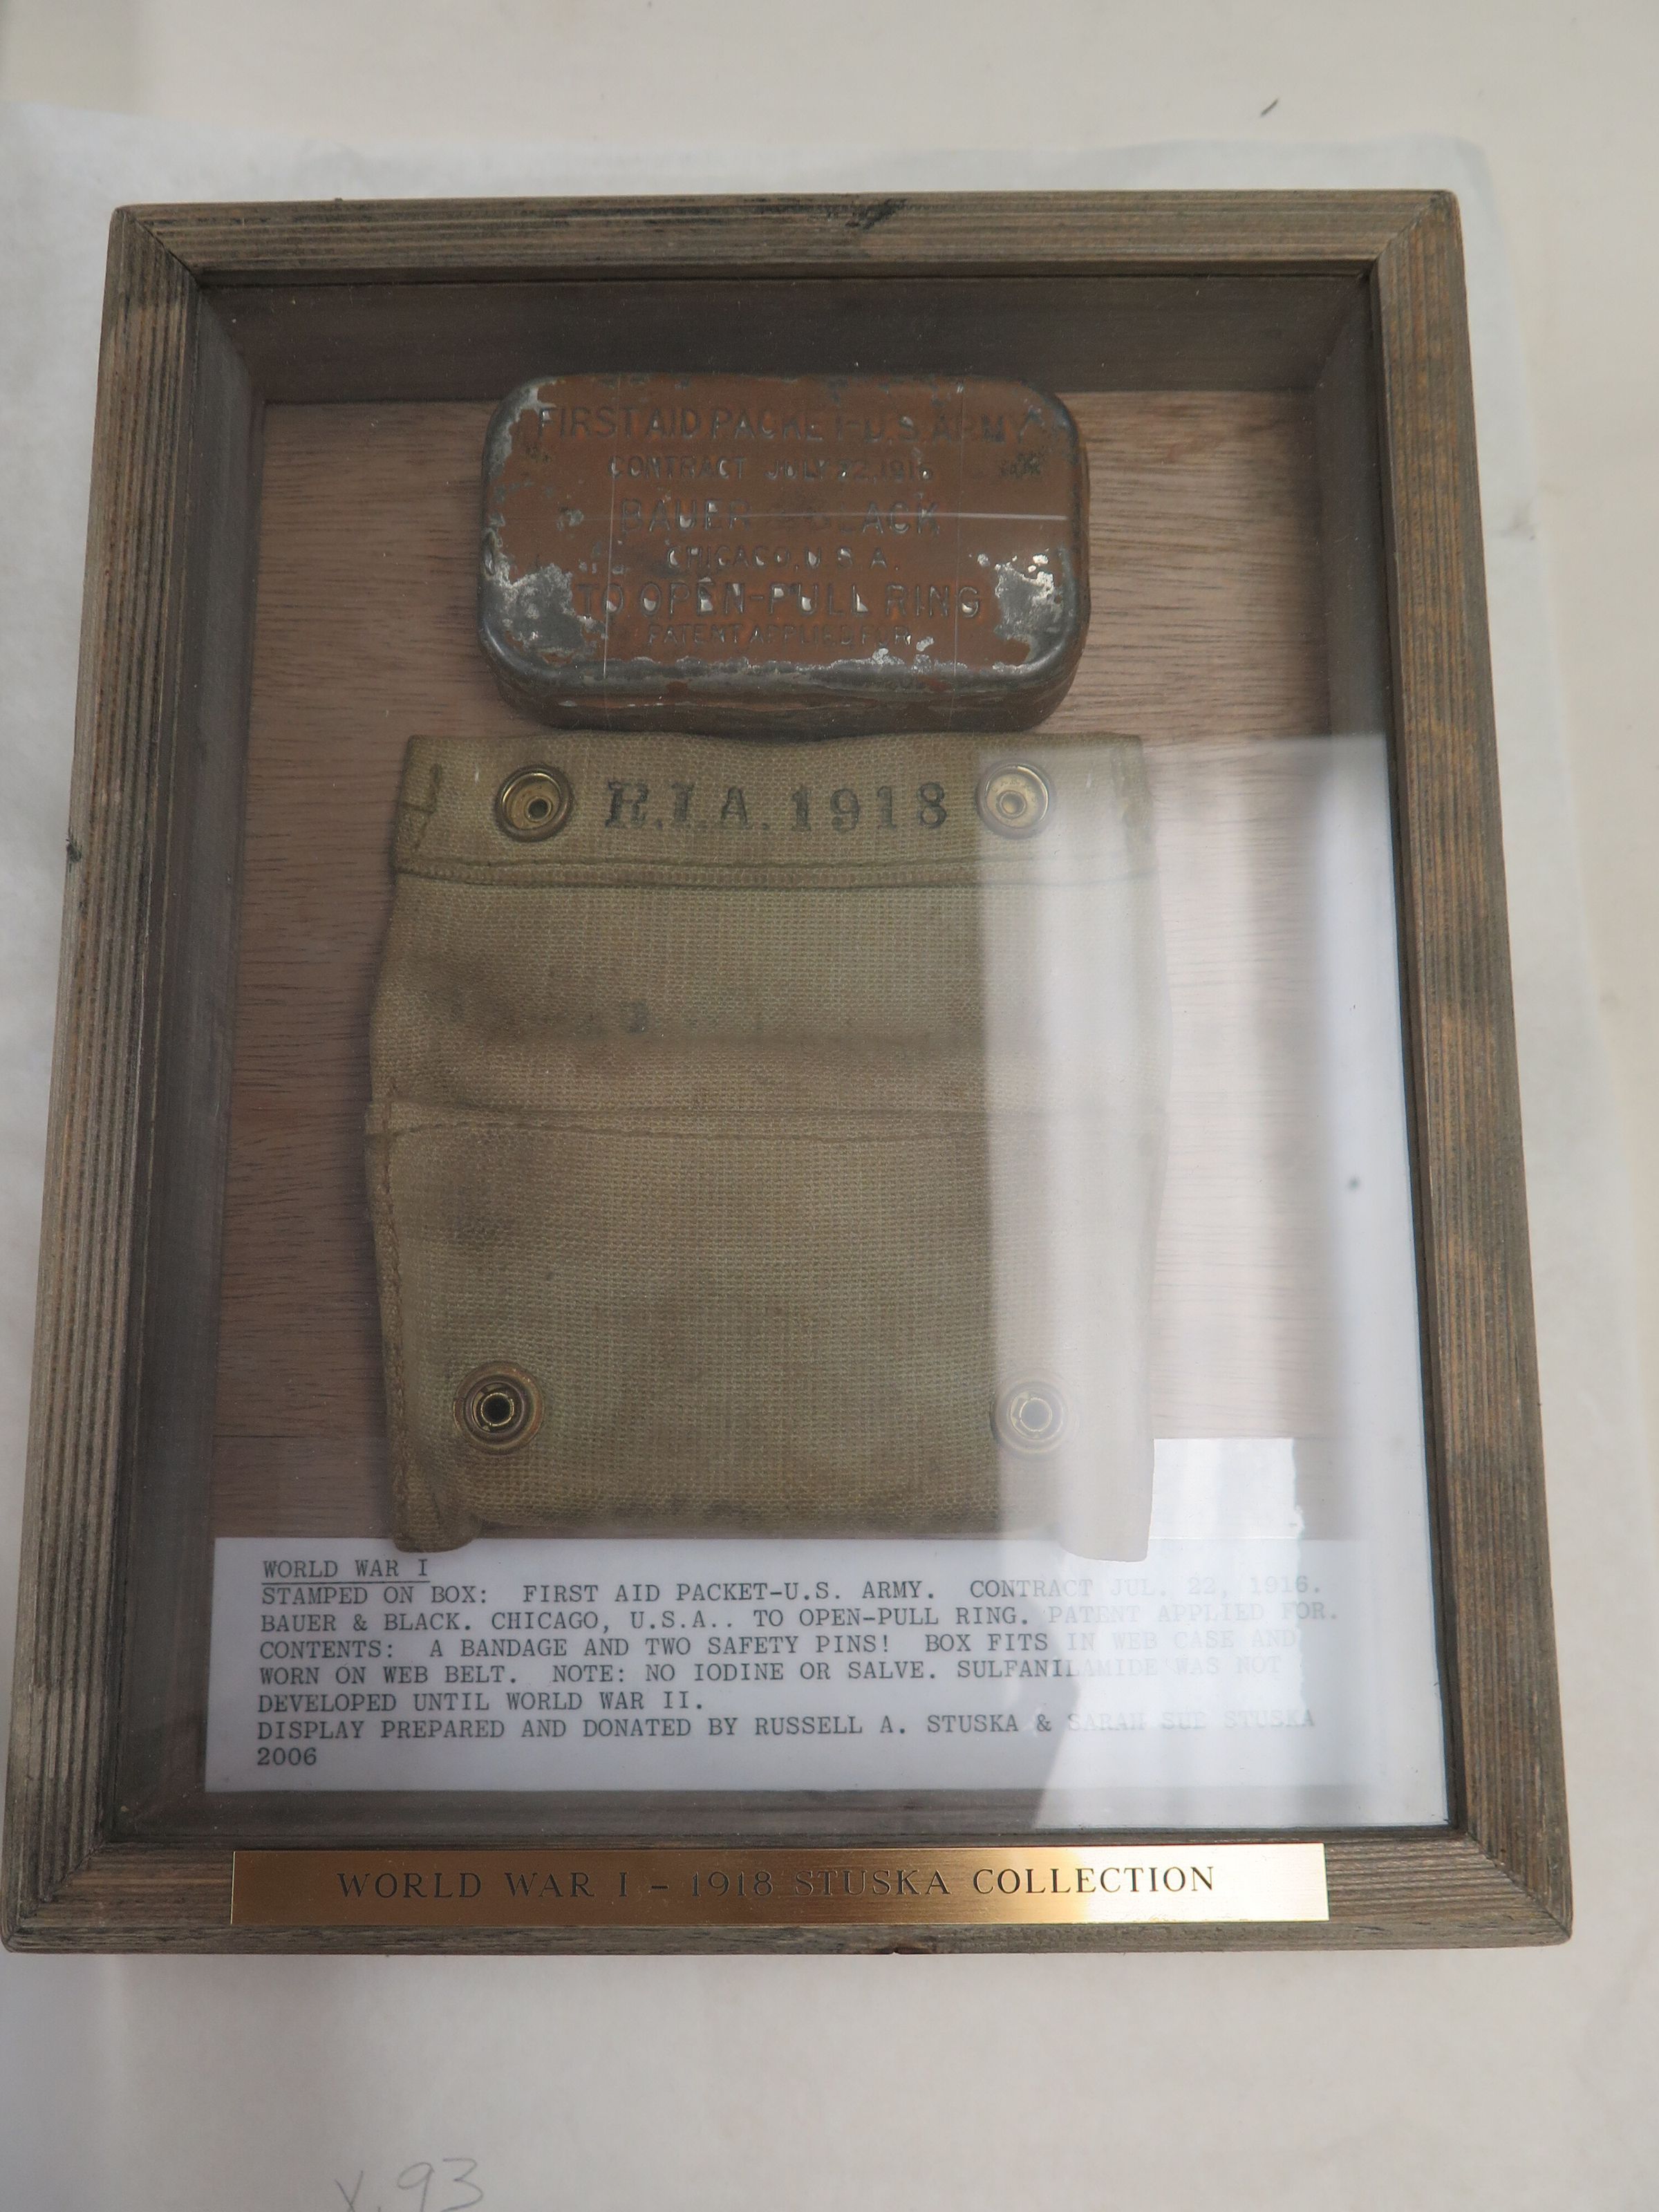 FIRST AID PACKET-U.S. ARMY
CONTRACT JULY 22, 1916
BAUER & BLACK
CHICAGO, U.S.A.
TO OPEN-PULL RING
PATENT APPLIED FOR
R.I.A. 1918
WORLD WAR I
STAMPED ON BOX: FIRST AID PACKET-U.S. ARMY. CONTRACT JUL. 22, 1916.
BAUER & BLACK. CHICAGO, U.S.A.. TO OPEN-PULL RING. PATENT APPLIED FOR.
CONTENTS: A BANDAGE AND TWO SAFETY PINS! BOX FITS IN WEB CASE AND
WORN ON WEB BELT. NOTE: NO IODINE OR SALVE. SULFANILAMIDE WAS NOT
DEVELOPED UNTIL WORLD WAR II.
DISPLAY PREPARED AND DONATED BY RUSSELL A. STUSKA & SARAH SUE STUSKA
2006
WORLD WAR I - 1918 STUSKA COLLECTION
X.93